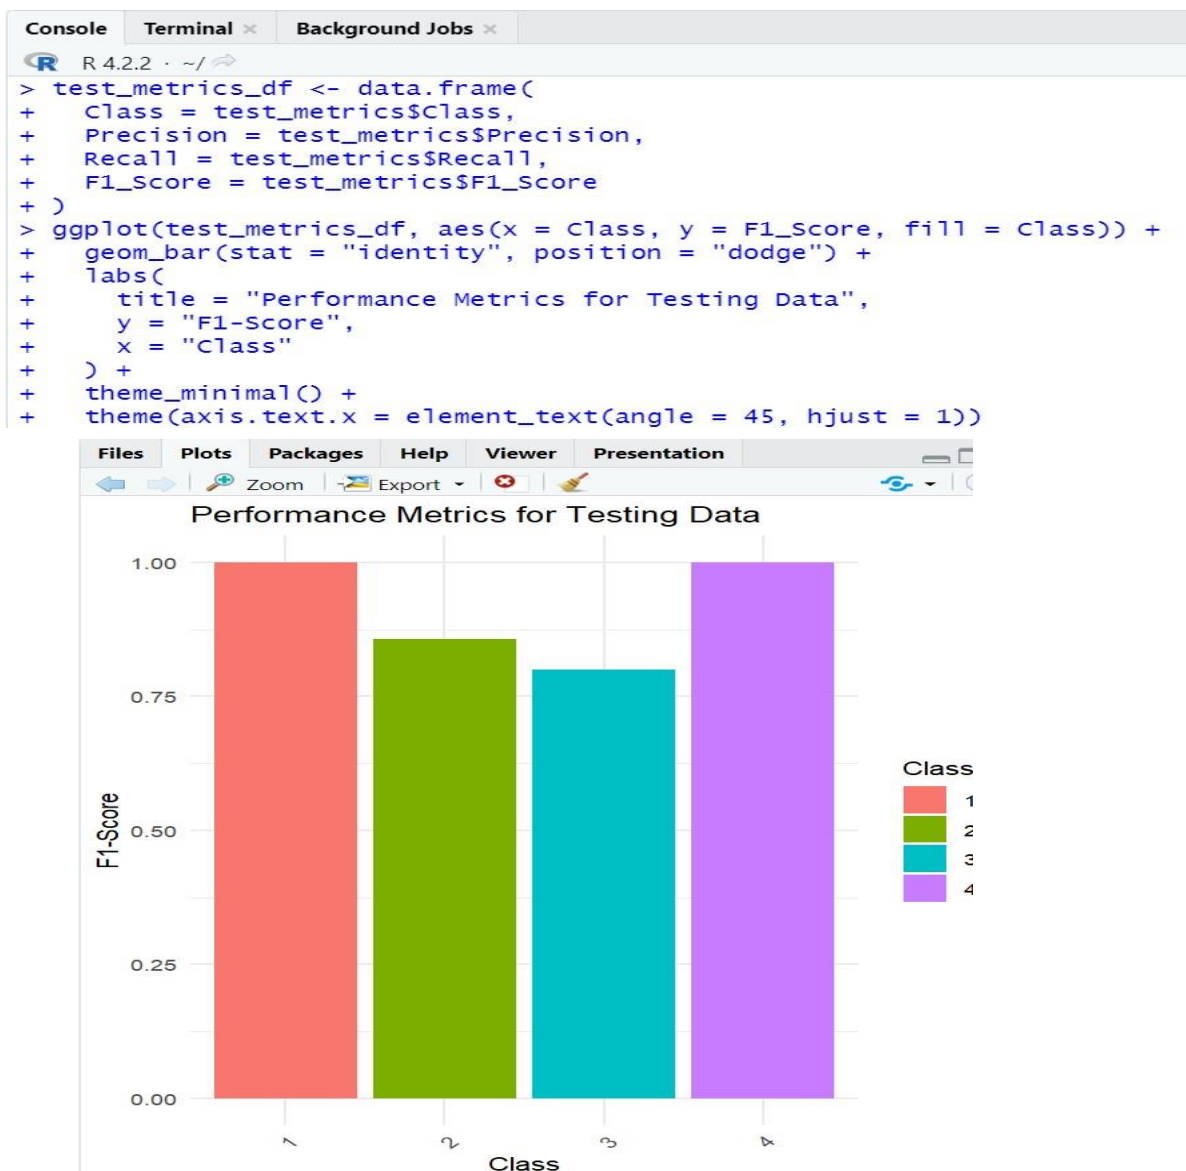 Console Terminal Background Jobs
R R 4.2.2 · ~/
> test_metrics_df <- data.frame(
+   Class = test_metrics$Class,
+   Precision = test_metrics$Precision,
+   Recall = test_metrics$Recall,
+   F1_Score = test_metrics$F1_Score
+ )
> ggplot(test_metrics_df, aes(x = Class, y = F1_Score, fill = Class)) +
+   geom_bar(stat = "identity", position = "dodge") +
+   labs(
+     title = "Performance Metrics for Testing Data",
+     y = "F1-Score",
+     x = "Class"
+   ) +
+   theme_minimal() +
+   theme(axis.text.x = element_text(angle = 45, hjust = 1))
Files Plots Packages Help Viewer Presentation
Zoom Export
Performance Metrics for Testing Data
1.00
0.75
0.50
0.25
0.00
F1-Score
1 2 3 4
Class
Class
1
2
3
4